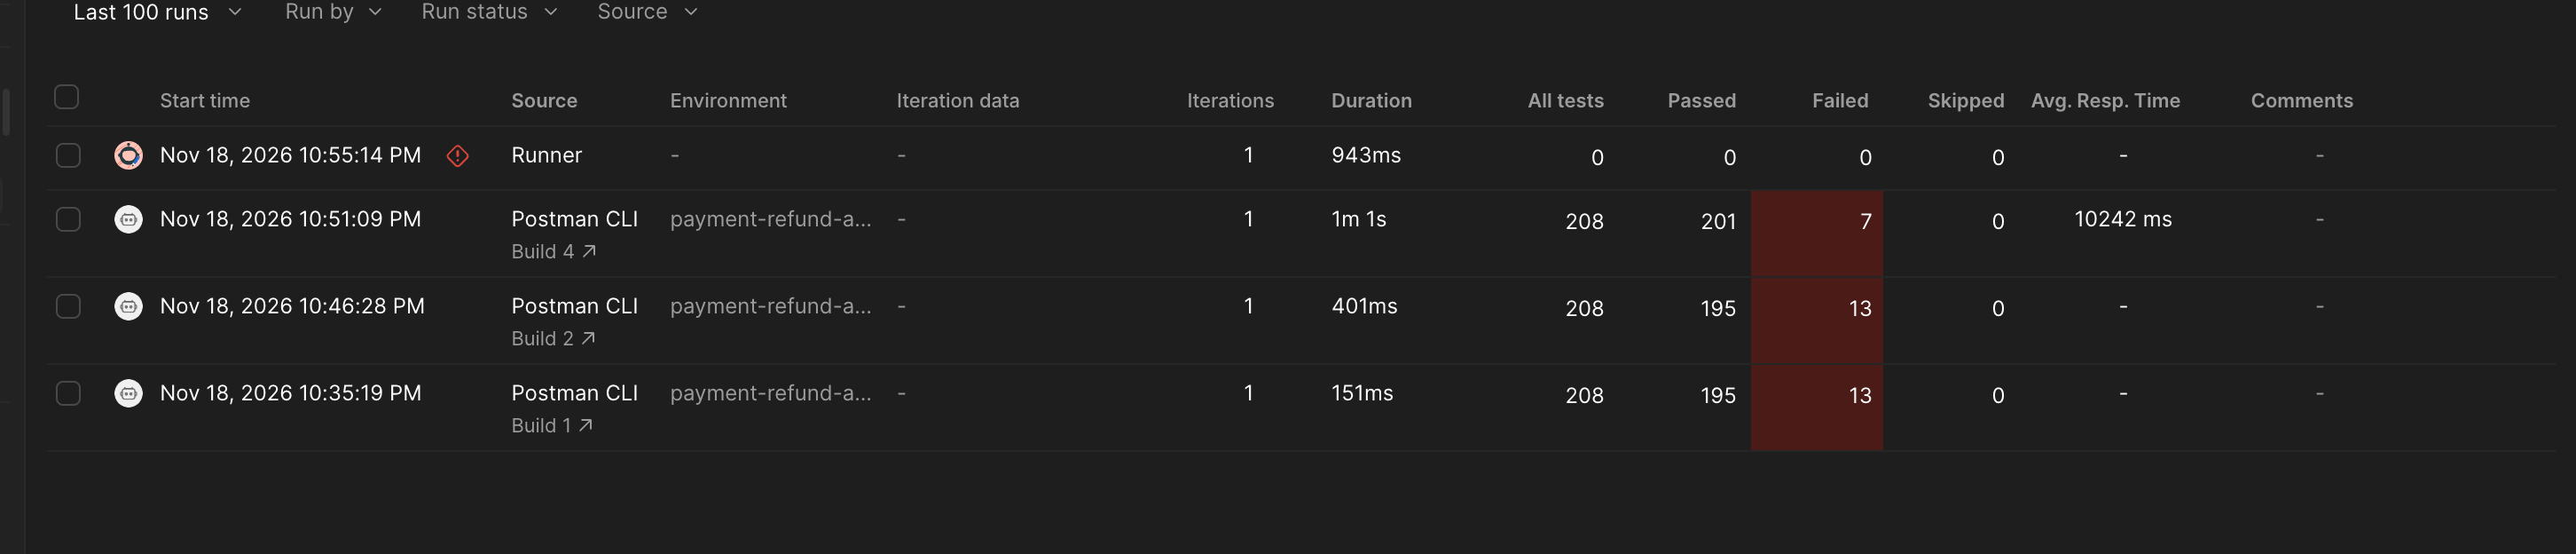 Last 100 runs Run by Run status Source
Start time Source Environment Iteration data Iterations Duration All tests Passed Failed Skipped Avg. Resp. Time Comments
Nov 18, 2026 10:55:14 PM Runner - - 1 943ms 0 0 0 0 - -
Nov 18, 2026 10:51:09 PM Postman CLI payment-refund-a... - 1 1m 1s 208 201 7 0 10242 ms -
Build 4 ↗
Nov 18, 2026 10:46:28 PM Postman CLI payment-refund-a... - 1 401ms 208 195 13 0 - -
Build 2 ↗
Nov 18, 2026 10:35:19 PM Postman CLI payment-refund-a... - 1 151ms 208 195 13 0 - -
Build 1 ↗